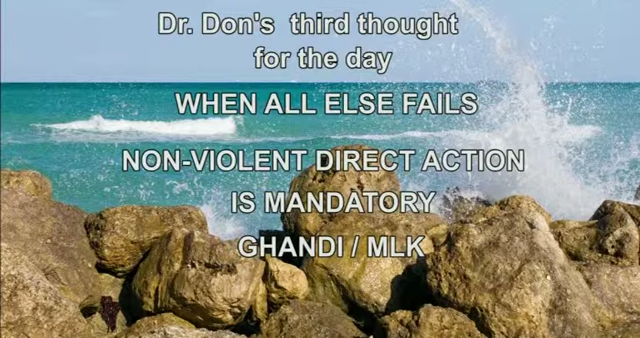 Dr. Don's third thought
for the day
WHEN ALL ELSE FAILS
NON-VIOLENT DIRECT ACTION
IS MANDATORY
GHANDI / MLK